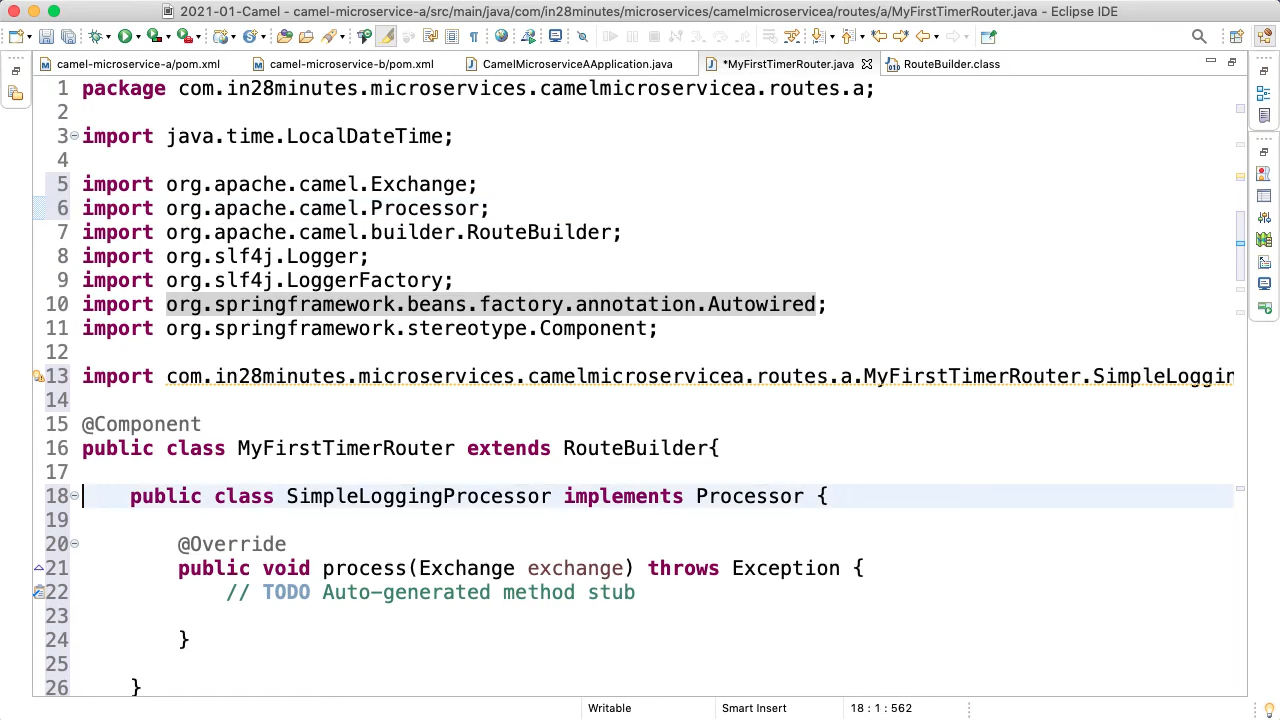 2021-01-Camel - camel-microservice-a/src/main/java/com/in28minutes/microservices/camelmicroservicea/routes/a/MyFirstTimerRouter.java - Eclipse IDE
camel-microservice-a/pom.xml
camel-microservice-b/pom.xml
CamelMicroserviceAApplication.java
*MyFirstTimerRouter.java
RouteBuilder.class
1 package com.in28minutes.microservices.camelmicroservicea.routes.a;
2
3 import java.time.LocalDateTime;
4
5 import org.apache.camel.Exchange;
6 import org.apache.camel.Processor;
7 import org.apache.camel.builder.RouteBuilder;
8 import org.slf4j.Logger;
9 import org.slf4j.LoggerFactory;
10 import org.springframework.beans.factory.annotation.Autowired;
11 import org.springframework.stereotype.Component;
12
13 import com.in28minutes.microservices.camelmicroservicea.routes.a.MyFirstTimerRouter.SimpleLoggin
14
15 @Component
16 public class MyFirstTimerRouter extends RouteBuilder{
17
18 public class SimpleLoggingProcessor implements Processor {
19
20 @Override
21 public void process(Exchange exchange) throws Exception {
22 // TODO Auto-generated method stub
23
24 }
25
26 }
Writable
Smart Insert
18 : 1 : 562